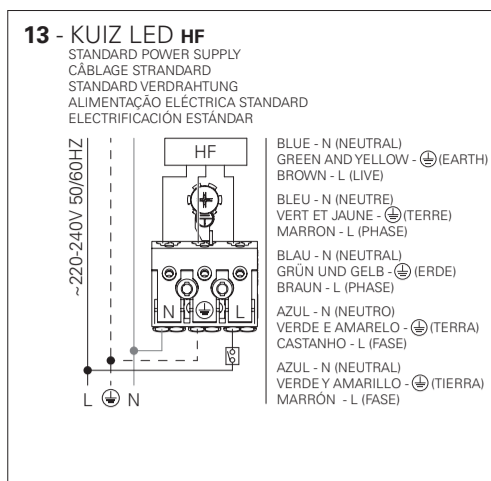 13 - KUIZ LED HF
STANDARD POWER SUPPLY
CÂBLAGE STRANDARD
STANDARD VERDRAHTUNG
ALIMENTAÇÃO ELÉCTRICA STANDARD
ELECTRIFICACIÓN ESTÁNDAR
~220-240V 50/60HZ
HF
N L
L N
BLUE - N (NEUTRAL)
GREEN AND YELLOW - (EARTH)
BROWN - L (LIVE)
BLEU - N (NEUTRE)
VERT ET JAUNE - (TERRE)
MARRON - L (PHASE)
BLAU - N (NEUTRAL)
GRÜN UND GELB - (ERDE)
BRAUN - L (PHASE)
AZUL - N (NEUTRO)
VERDE E AMARELO - (TERRA)
CASTANHO - L (FASE)
AZUL - N (NEUTRAL)
VERDE Y AMARILLO - (TIERRA)
MARRÓN - L (FASE)